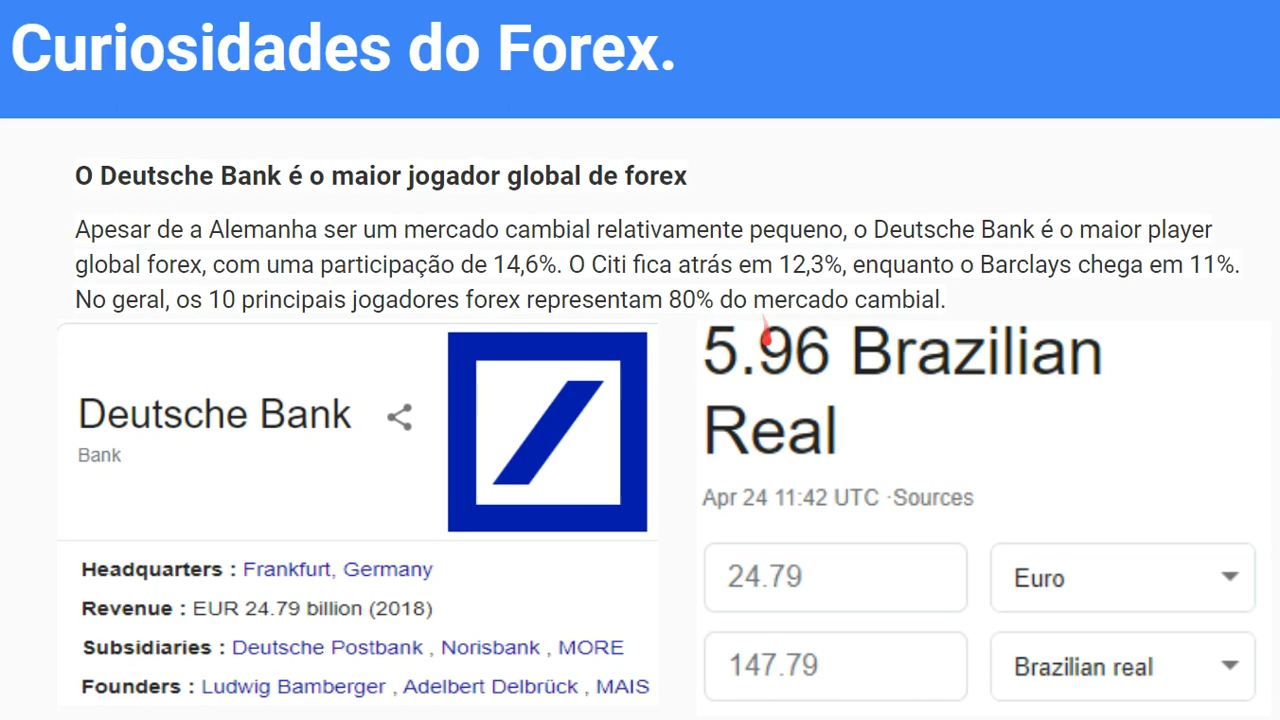 Curiosidades do Forex.
O Deutsche Bank é o maior jogador global de forex
Apesar de a Alemanha ser um mercado cambial relativamente pequeno, o Deutsche Bank é o maior player
global forex, com uma participação de 14,6%. O Citi fica atrás em 12,3%, enquanto o Barclays chega em 11%.
No geral, os 10 principais jogadores forex representam 80% do mercado cambial.
Deutsche Bank
Bank
Headquarters : Frankfurt, Germany
Revenue : EUR 24.79 billion (2018)
Subsidiaries : Deutsche Postbank , Norisbank , MORE
Founders : Ludwig Bamberger , Adelbert Delbrück , MAIS
5.96 Brazilian
Real
Apr 24 11:42 UTC ·Sources
24.79 Euro
147.79 Brazilian real